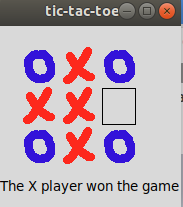 tic-tac-toe
O X O
X X
O X O
The X player won the game